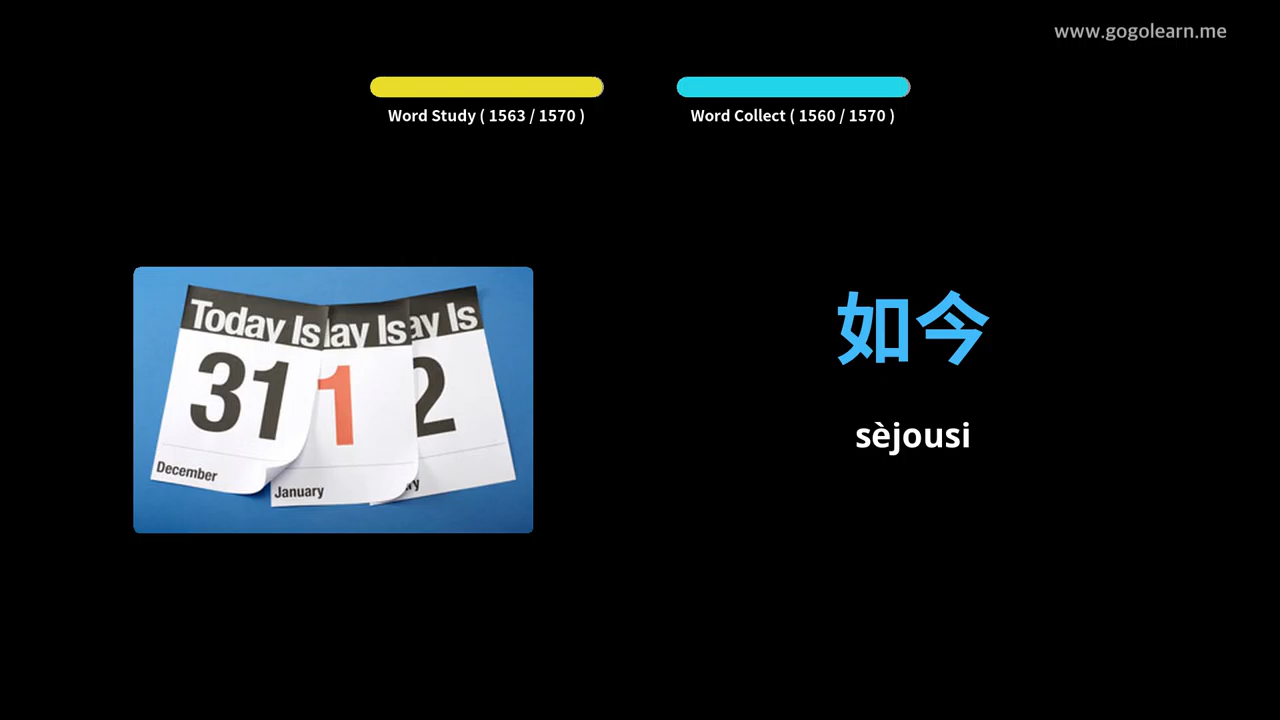 www.gogolearn.me
Word Study ( 1563 / 1570 )
Word Collect ( 1560 / 1570 )
Today Is
ay Is
ay Is
31
1
2
December
January
ry
如今
sèjousi